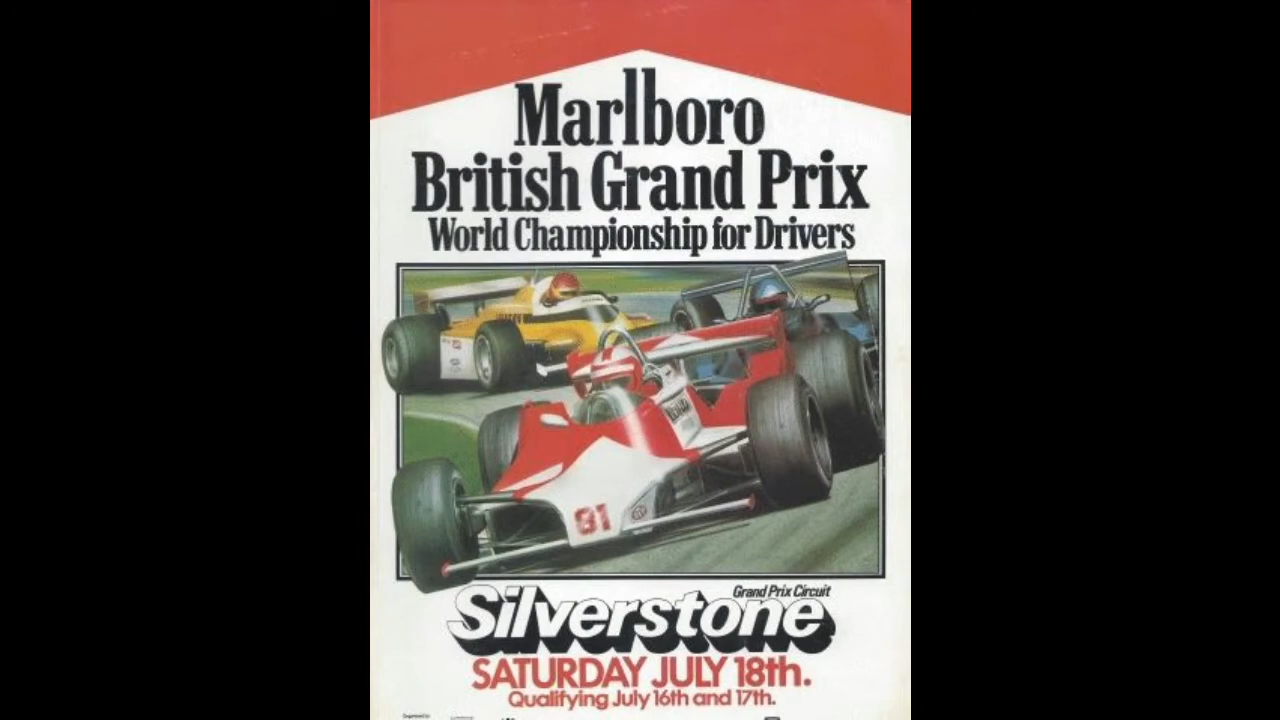 Marlboro
British Grand Prix
World Championship for Drivers
81
Grand Prix Circuit
Silverstone
SATURDAY JULY 18th.
Qualifying July 16th and 17th.